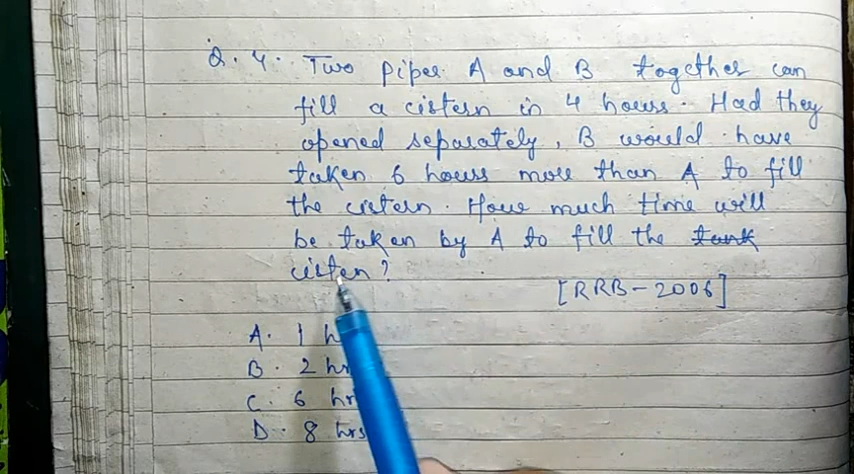 Q.4. Two pipes A and B together can
fill a cistern in 4 hours. Had they
opened separately, B would have
taken 6 hours more than A to fill
the cistern. How much time will
be taken by A to fill the tank
cisten?
[RRB-2006]
A. 1 h
B. 2 hr
C. 6 hr
D. 8 hrs